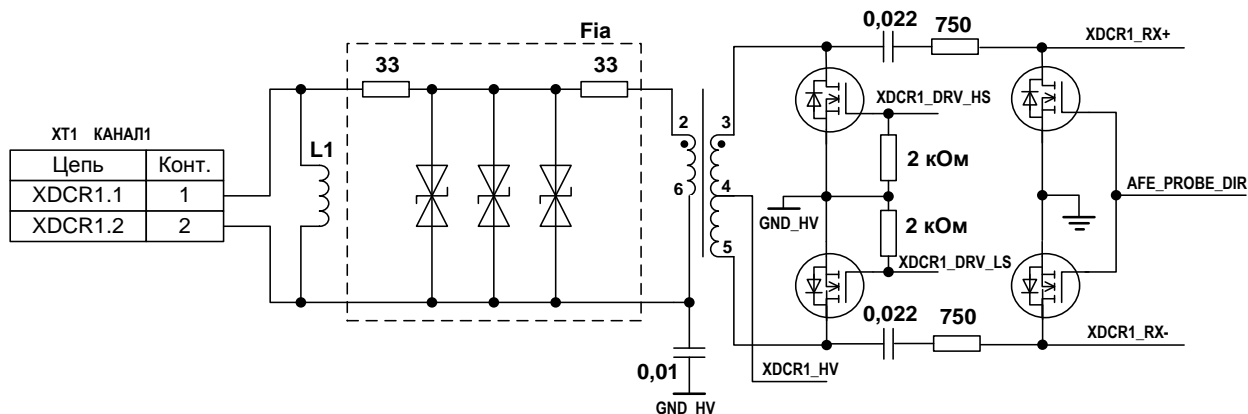 0,022
750
XDCR1_RX+
Fia
33
33
XDCR1_DRV_HS
2
3
XT1 КАНАЛ1
Цепь
Конт.
XDCR1.1
1
XDCR1.2
2
L1
2 кОм
6
4
AFE_PROBE_DIR
GND_HV
2 кОм
5
XDCR1_DRV_LS
0,022
750
XDCR1_RX-
0,01
XDCR1_HV
GND_HV